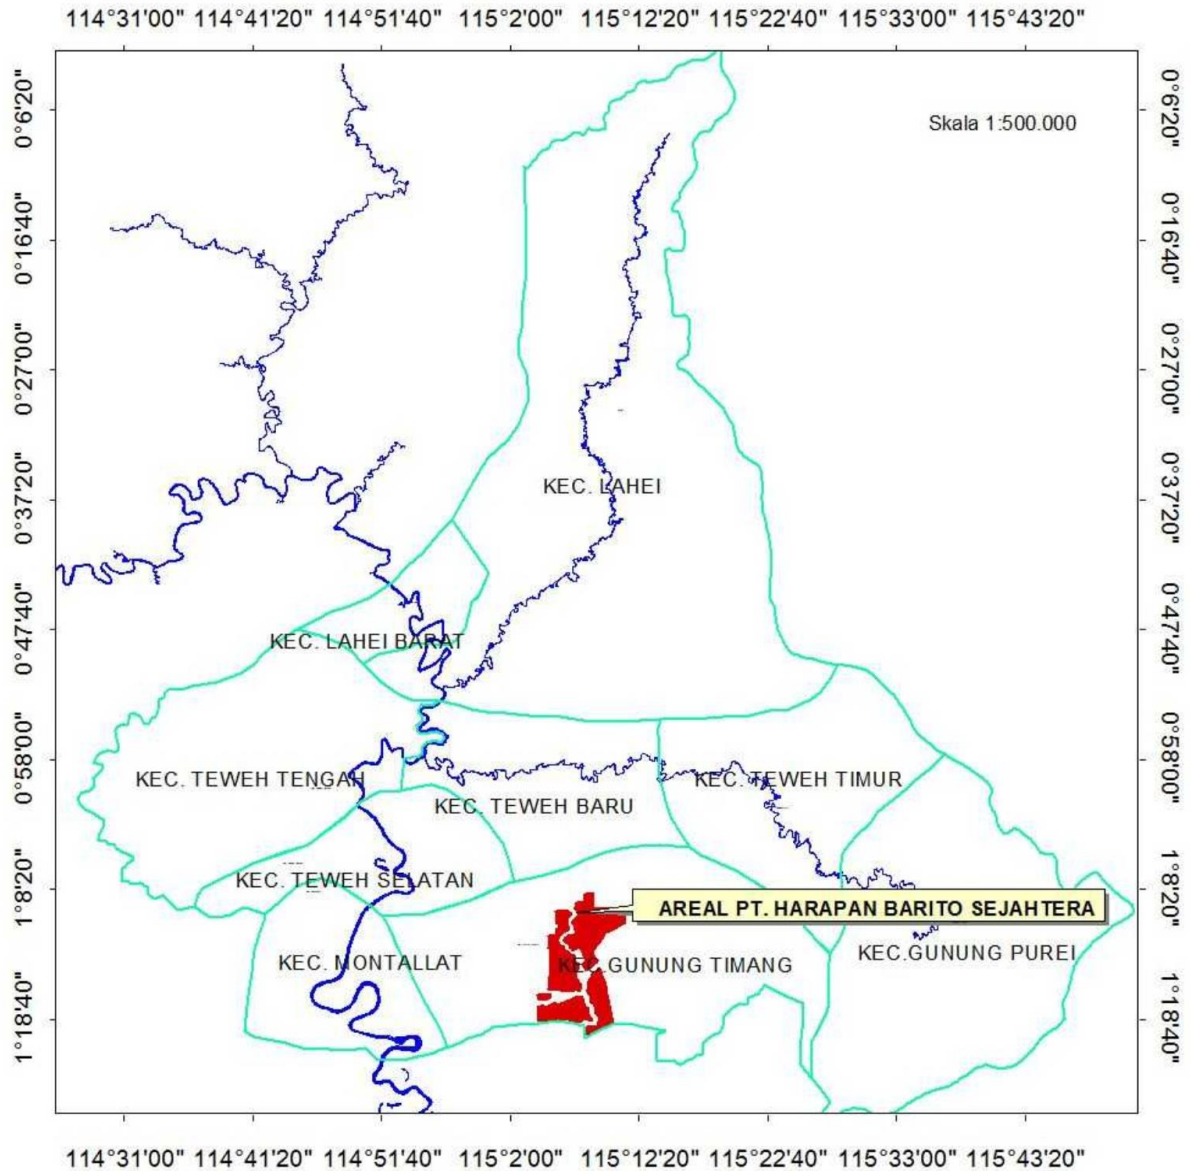 114°31'00" 114°41'20" 114°51'40" 115°2'00" 115°12'20" 115°22'40" 115°33'00" 115°43'20"
0°6'20"
0°16'40"
0°27'00"
0°37'20"
0°47'40"
0°58'00"
1°8'20"
1°18'40"
Skala 1:500.000
KEC. LAHEI
KEC. LAHEI BARAT
KEC. TEWEH TENGAH
KEC. TEWEH TIMUR
KEC. TEWEH BARU
KEC. TEWEH SELATAN
AREAL PT. HARAPAN BARITO SEJAHTERA
KEC. MONTALLAT
KEC.GUNUNG TIMANG
KEC.GUNUNG PUREI
0°6'20"
0°16'40"
0°27'00"
0°37'20"
0°47'40"
0°58'00"
1°8'20"
1°18'40"
114°31'00" 114°41'20" 114°51'40" 115°2'00" 115°12'20" 115°22'40" 115°33'00" 115°43'20"